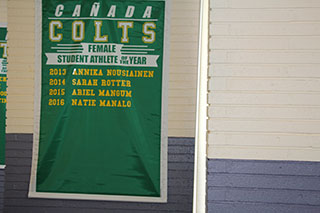 CAÑADA
COLTS
FEMALE
STUDENT ATHLETE OF THE YEAR
2013 ANNIKA NOUSIAINEN
2014 SARAH ROTTER
2015 ARIEL MANGUM
2016 NATIE MANALO